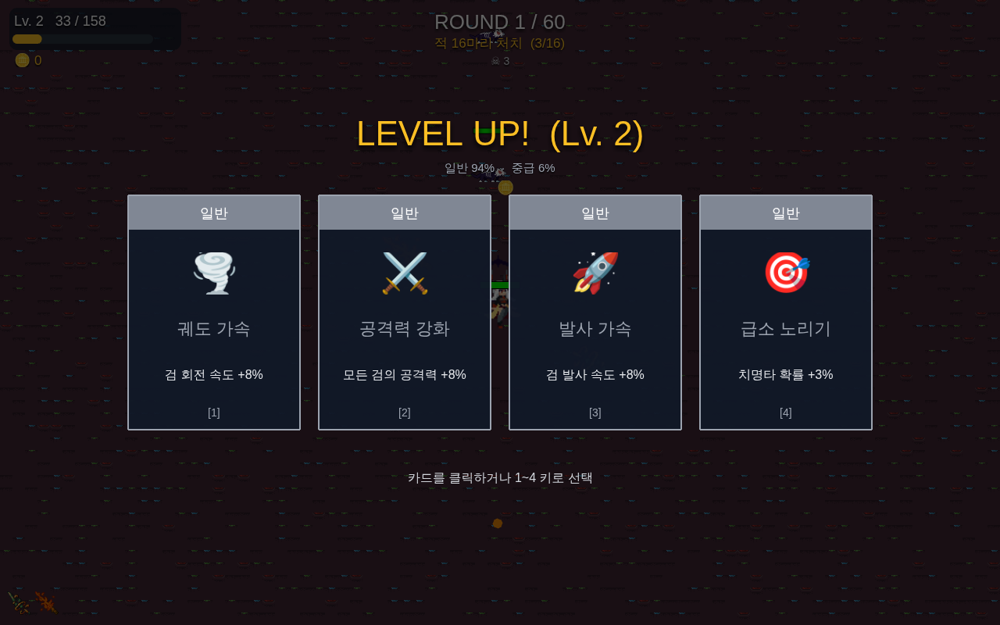 Lv. 2 33 / 158
0
ROUND 1 / 60
적 16마리 처치 (3/16)
☠ 3
LEVEL UP! (Lv. 2)
일반 94% 중급 6%
일반
궤도 가속
검 회전 속도 +8%
[1]
일반
공격력 강화
모든 검의 공격력 +8%
[2]
일반
발사 가속
검 발사 속도 +8%
[3]
일반
급소 노리기
치명타 확률 +3%
[4]
카드를 클릭하거나 1~4 키로 선택